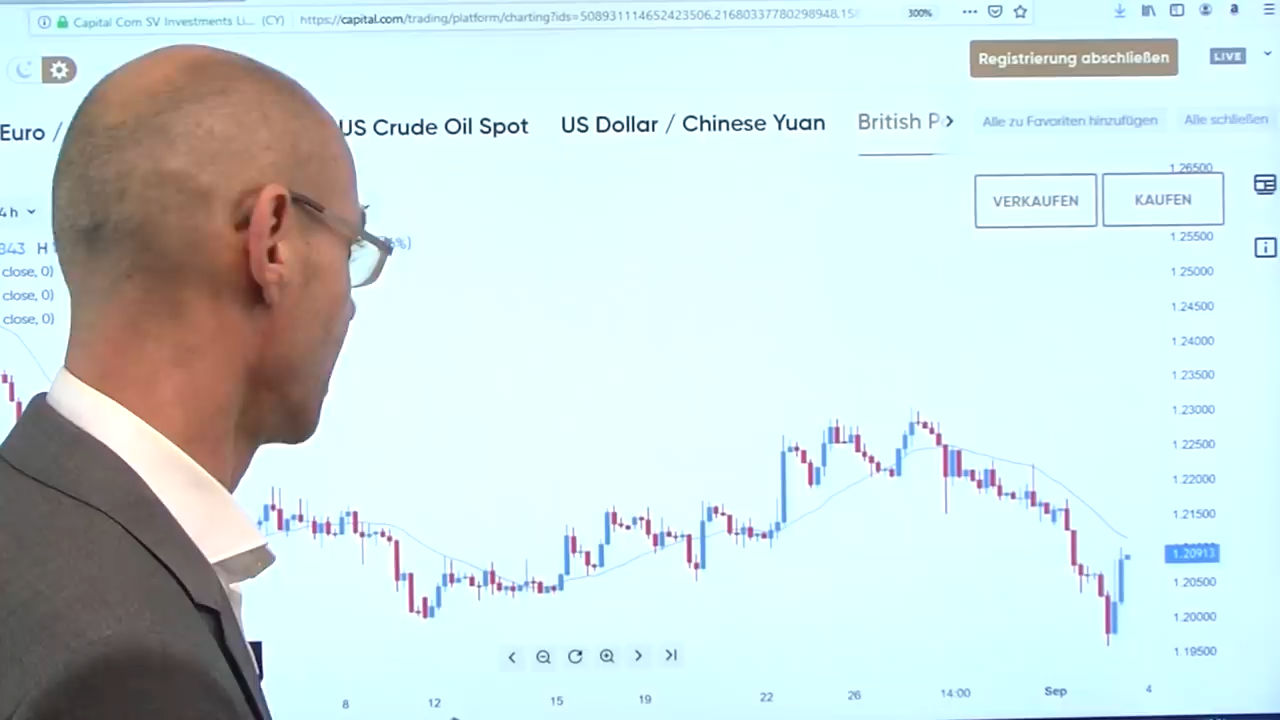 Capital Com SV Investments Li... (CY)
https://capital.com/trading/platform/charting?ids=508931114652423506.21680337780298948.15
300%
Registrierung abschließen
LIVE
Euro /
US Crude Oil Spot
US Dollar / Chinese Yuan
British P
Alle zu Favoriten hinzufügen
Alle schließen
VERKAUFEN
KAUFEN
4h
843 H
%)
close, 0)
close, 0)
close, 0)
1.26500
1.25500
1.25000
1.24500
1.24000
1.23500
1.23000
1.22500
1.22000
1.21500
1.20913
1.20500
1.20000
1.19500
8
12
15
19
22
26
14:00
Sep
4